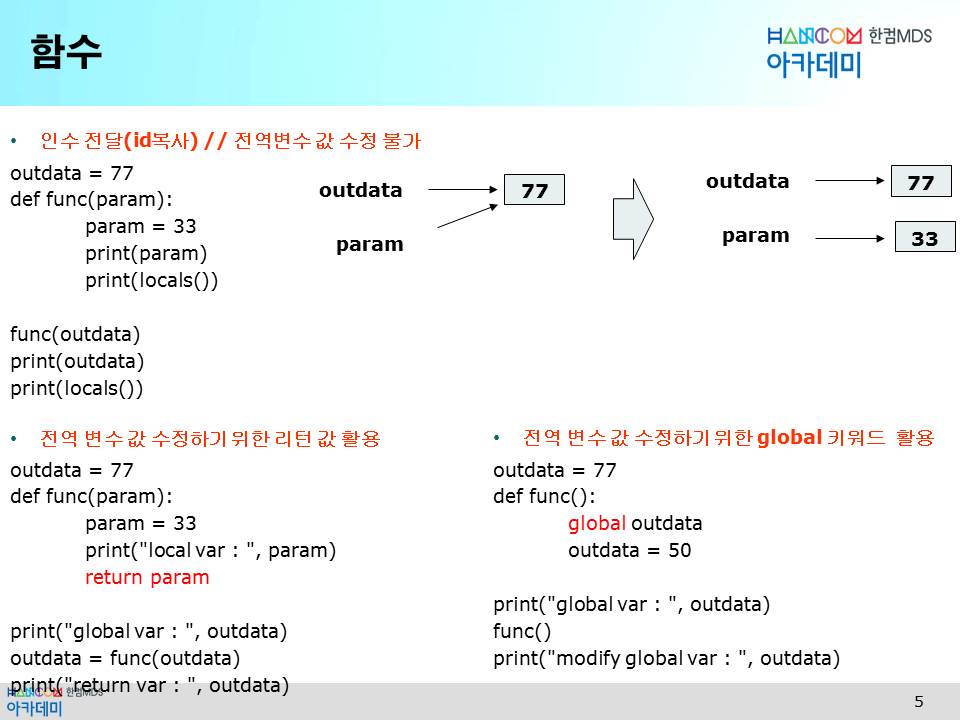 함수
HANCOM 한컴MDS
아카데미
• 인수 전달(id복사) // 전역변수 값 수정 불가
outdata = 77
def func(param):
param = 33
print(param)
print(locals())
func(outdata)
print(outdata)
print(locals())
outdata
77
param
outdata
77
param
33
• 전역 변수 값 수정하기 위한 리턴 값 활용
outdata = 77
def func(param):
param = 33
print("local var : ", param)
return param
print("global var : ", outdata)
outdata = func(outdata)
print("return var : ", outdata)
• 전역 변수 값 수정하기 위한 global 키워드 활용
outdata = 77
def func():
global outdata
outdata = 50
print("global var : ", outdata)
func()
print("modify global var : ", outdata)
HANCOM 한컴MDS
아카데미
5